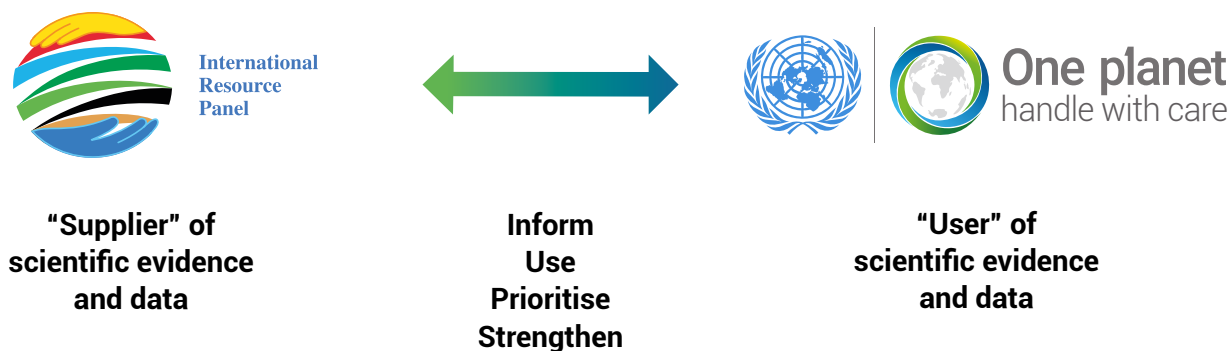 International
Resource
Panel
One planet
handle with care
“Supplier” of
scientific evidence
and data
Inform
Use
Prioritise
Strengthen
“User” of
scientific evidence
and data